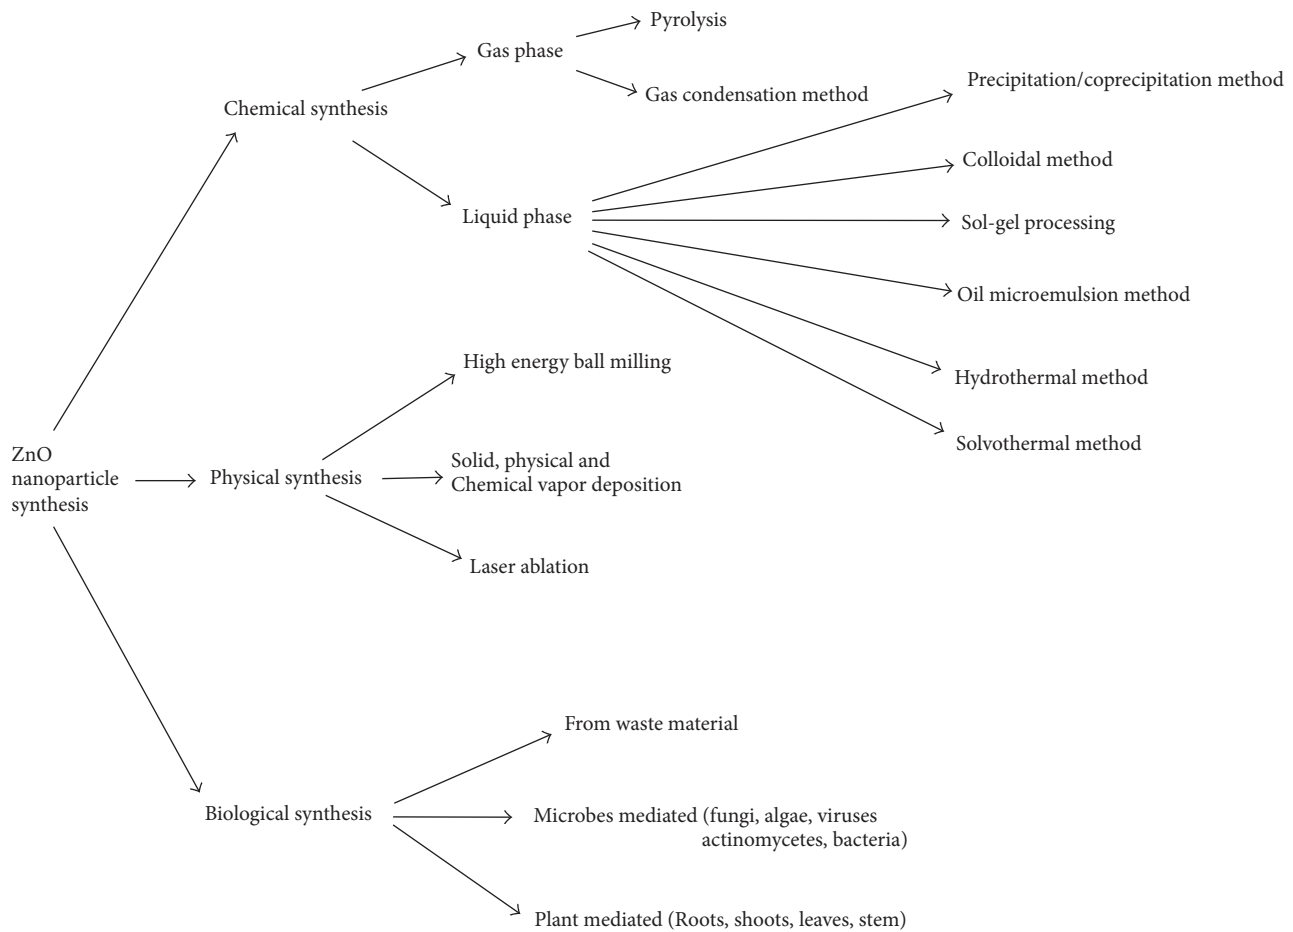 Pyrolysis
Gas phase
Gas condensation method
Chemical synthesis
Liquid phase
Precipitation/coprecipitation method
Colloidal method
Sol-gel processing
Oil microemulsion method
Hydrothermal method
Solvothermal method
ZnO
nanoparticle
synthesis
Physical synthesis
High energy ball milling
Solid, physical and
Chemical vapor deposition
Laser ablation
Biological synthesis
From waste material
Microbes mediated (fungi, algae, viruses
actinomycetes, bacteria)
Plant mediated (Roots, shoots, leaves, stem)